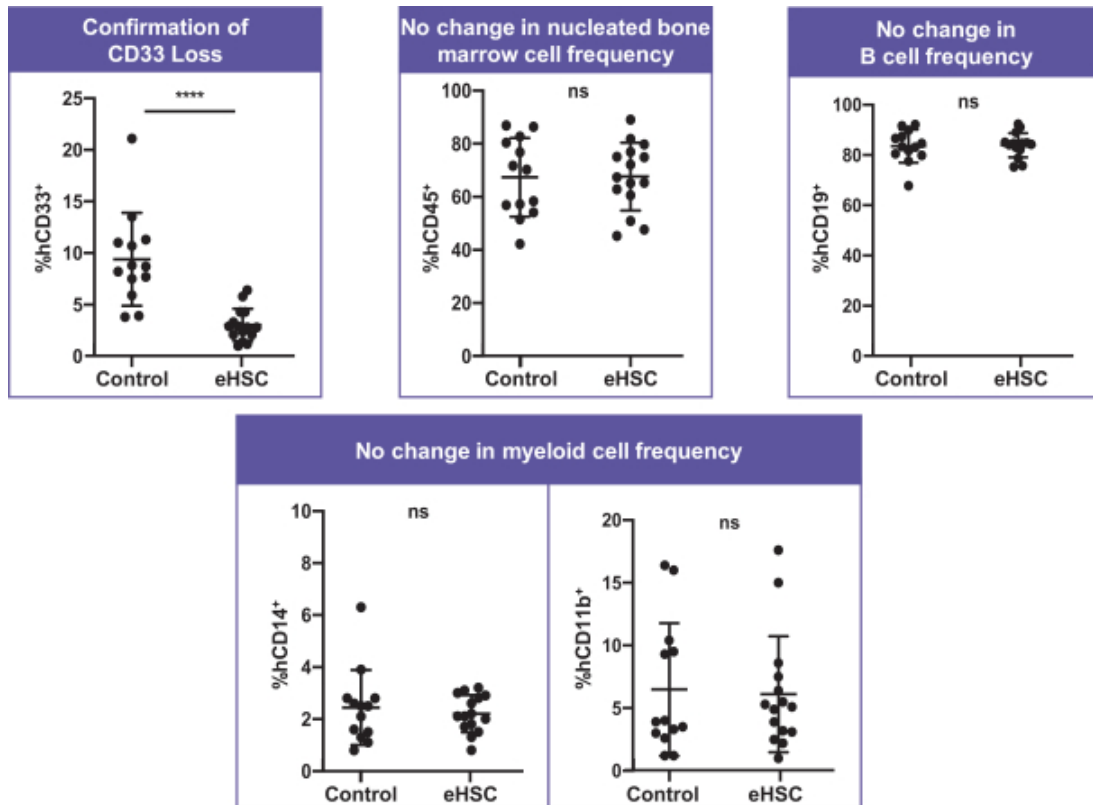 Confirmation of
CD33 Loss
****
25
20
15
10
5
0
%hCD33+
Control
eHSC
No change in nucleated bone
marrow cell frequency
ns
100
80
60
40
20
0
%hCD45+
Control
eHSC
No change in
B cell frequency
ns
100
80
60
40
20
0
%hCD19+
Control
eHSC
No change in myeloid cell frequency
ns
10
8
6
4
2
0
%hCD14+
Control
eHSC
ns
20
15
10
5
0
%hCD11b+
Control
eHSC